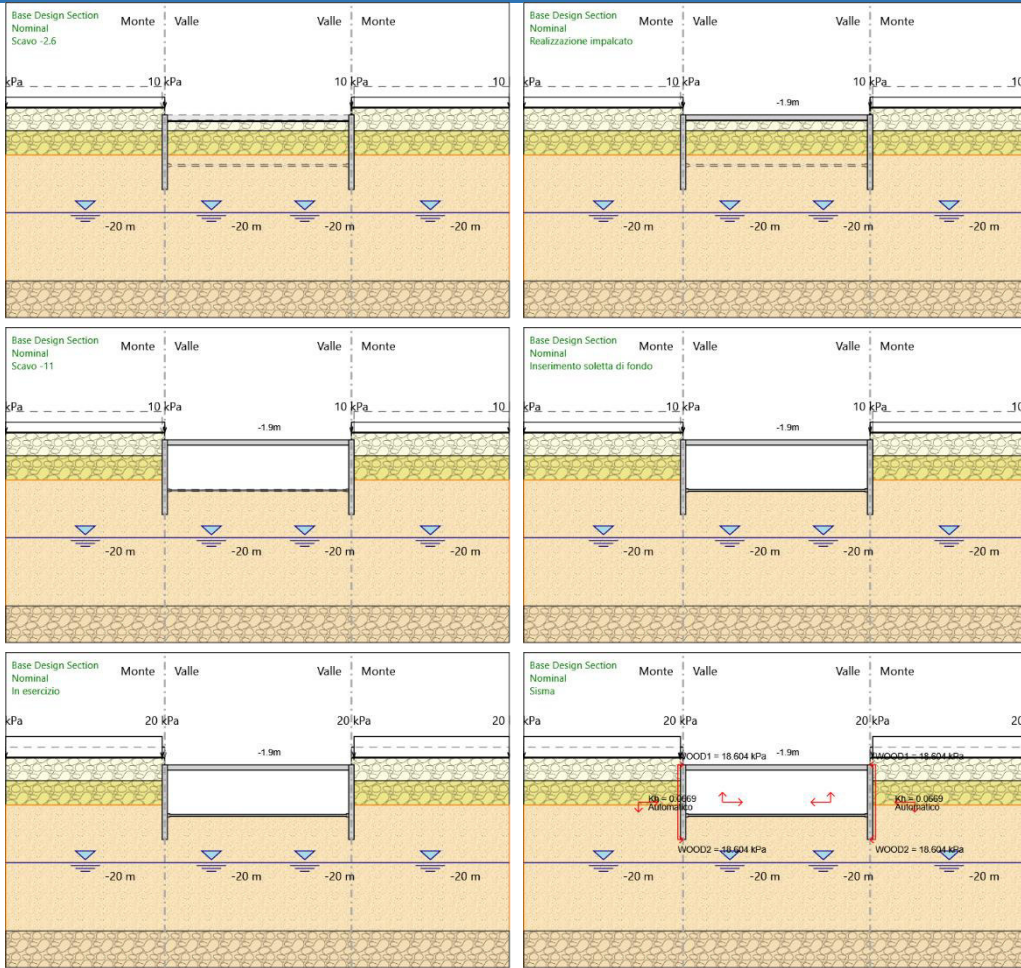 Base Design Section
Nominal
Scavo -2.6
Monte Valle Valle Monte
kPa 10 kPa 10 kPa 10
-20 m -20 m -20 m -20 m
Base Design Section
Nominal
Realizzazione impalcato
Monte Valle Valle Monte
kPa 10 kPa 10 kPa 10
-1.9m
-20 m -20 m -20 m -20 m
Base Design Section
Nominal
Scavo -11
Monte Valle Valle Monte
kPa 10 kPa 10 kPa 10
-1.9m
-20 m -20 m -20 m -20 m
Base Design Section
Nominal
Inserimento soletta di fondo
Monte Valle Valle Monte
kPa 10 kPa 10 kPa 10
-1.9m
-20 m -20 m -20 m -20 m
Base Design Section
Nominal
In esercizio
Monte Valle Valle Monte
kPa 20 kPa 20 kPa 20
-1.9m
-20 m -20 m -20 m -20 m
Base Design Section
Nominal
Sisma
Monte Valle Valle Monte
kPa 20 kPa 20 kPa 20
WOOD1 = 18.604 kPa -1.9m WOOD1 = 18.604 kPa
Kh = 0.0669 Kh = 0.0669
Automatico Automatico
WOOD2 = 18.604 kPa WOOD2 = 18.604 kPa
-20 m -20 m -20 m -20 m